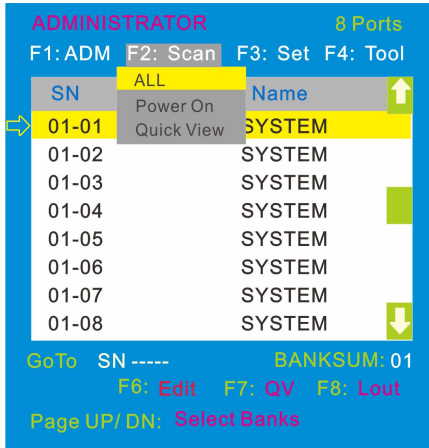 ADMINISTRATOR 8 Ports
F1: ADM F2: Scan F3: Set F4: Tool
ALL
Power On
Quick View
SN Name
01-01 SYSTEM
01-02 SYSTEM
01-03 SYSTEM
01-04 SYSTEM
01-05 SYSTEM
01-06 SYSTEM
01-07 SYSTEM
01-08 SYSTEM
GoTo SN ----- BANKSUM: 01
F6: Edit F7: QV F8: Lout
Page UP/ DN: Select Banks